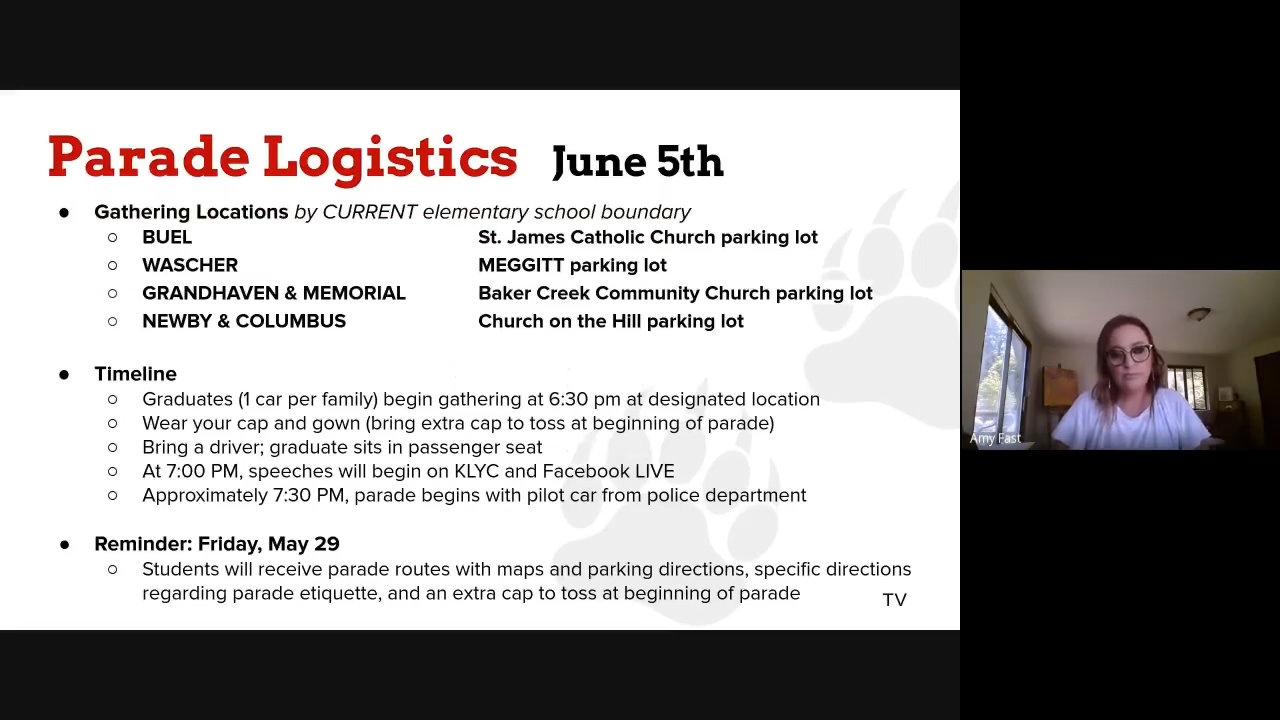 Parade Logistics June 5th
● Gathering Locations by CURRENT elementary school boundary
○ BUEL St. James Catholic Church parking lot
○ WASCHER MEGGITT parking lot
○ GRANDHAVEN & MEMORIAL Baker Creek Community Church parking lot
○ NEWBY & COLUMBUS Church on the Hill parking lot
● Timeline
○ Graduates (1 car per family) begin gathering at 6:30 pm at designated location
○ Wear your cap and gown (bring extra cap to toss at beginning of parade)
○ Bring a driver; graduate sits in passenger seat
○ At 7:00 PM, speeches will begin on KLYC and Facebook LIVE
○ Approximately 7:30 PM, parade begins with pilot car from police department
● Reminder: Friday, May 29
○ Students will receive parade routes with maps and parking directions, specific directions
regarding parade etiquette, and an extra cap to toss at beginning of parade
TV
Amy Fast